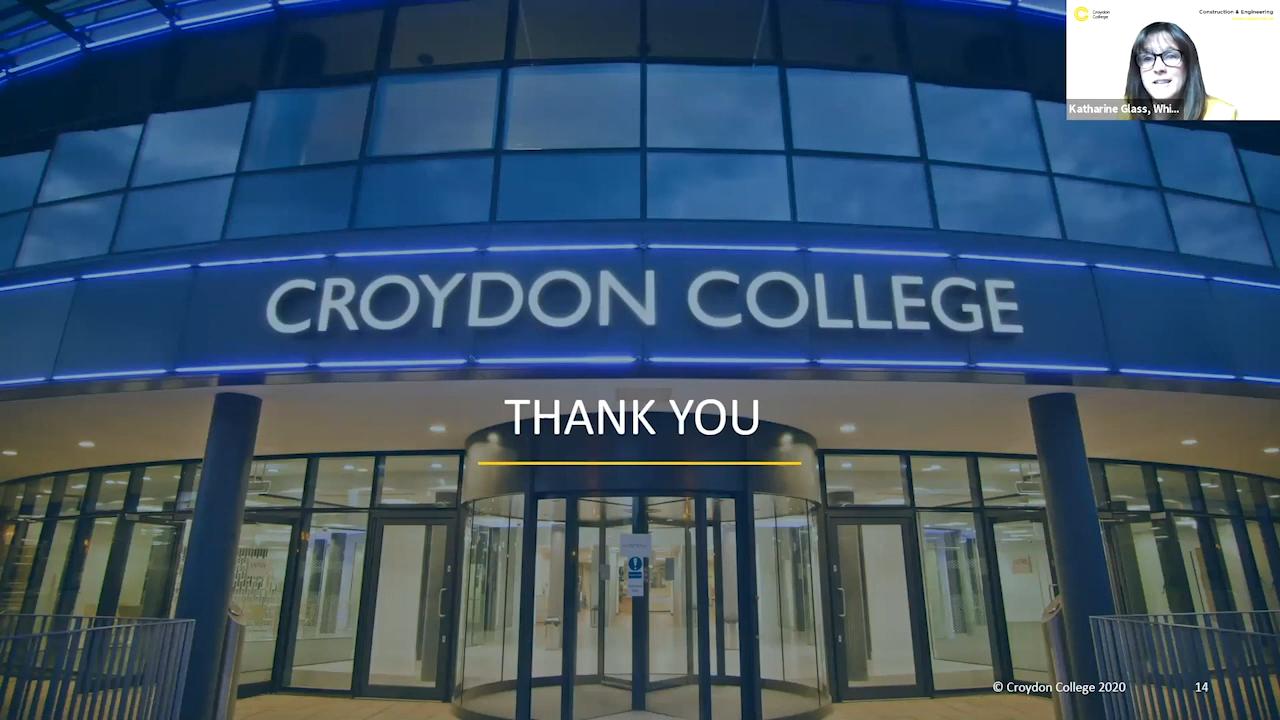 Croydon
College
Construction & Engineering
Katharine Glass, Whi...
CROYDON COLLEGE
THANK YOU
© Croydon College 2020
14